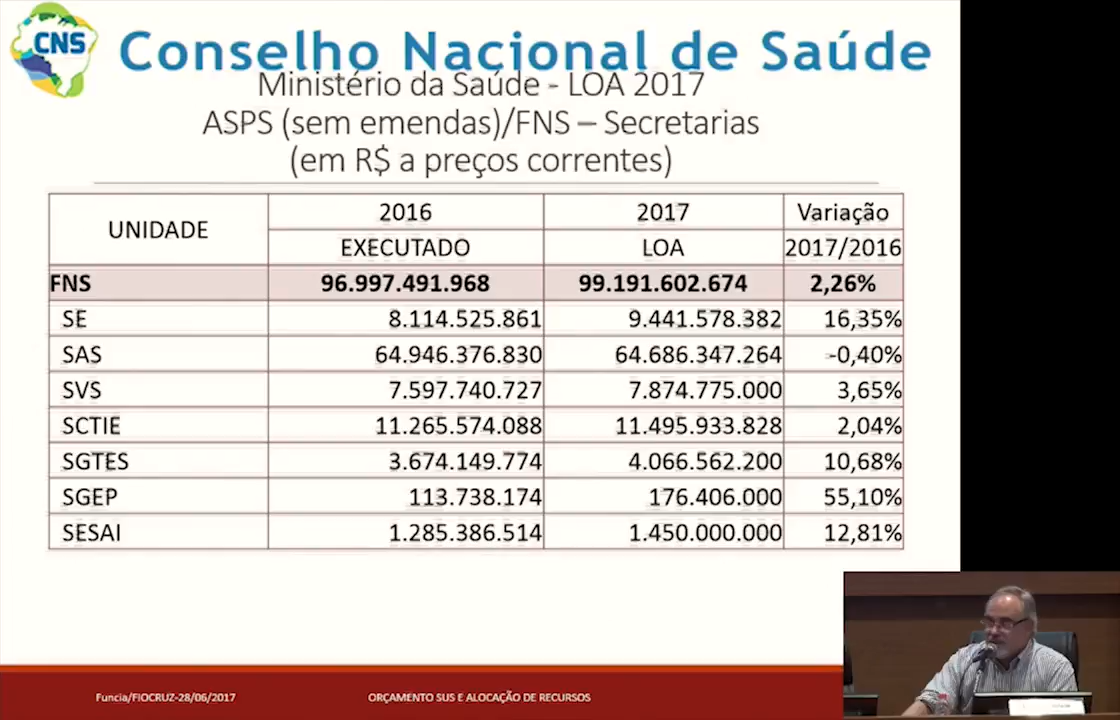 CNS
Conselho Nacional de Saúde
Ministério da Saúde - LOA 2017
ASPS (sem emendas)/FNS – Secretarias
(em R$ a preços correntes)
UNIDADE 2016 2017 Variação
EXECUTADO LOA 2017/2016
FNS 96.997.491.968 99.191.602.674 2,26%
SE 8.114.525.861 9.441.578.382 16,35%
SAS 64.946.376.830 64.686.347.264 -0,40%
SVS 7.597.740.727 7.874.775.000 3,65%
SCTIE 11.265.574.088 11.495.933.828 2,04%
SGTES 3.674.149.774 4.066.562.200 10,68%
SGEP 113.738.174 176.406.000 55,10%
SESAI 1.285.386.514 1.450.000.000 12,81%
Funcia/FIOCRUZ-28/06/2017 ORÇAMENTO SUS E ALOCAÇÃO DE RECURSOS